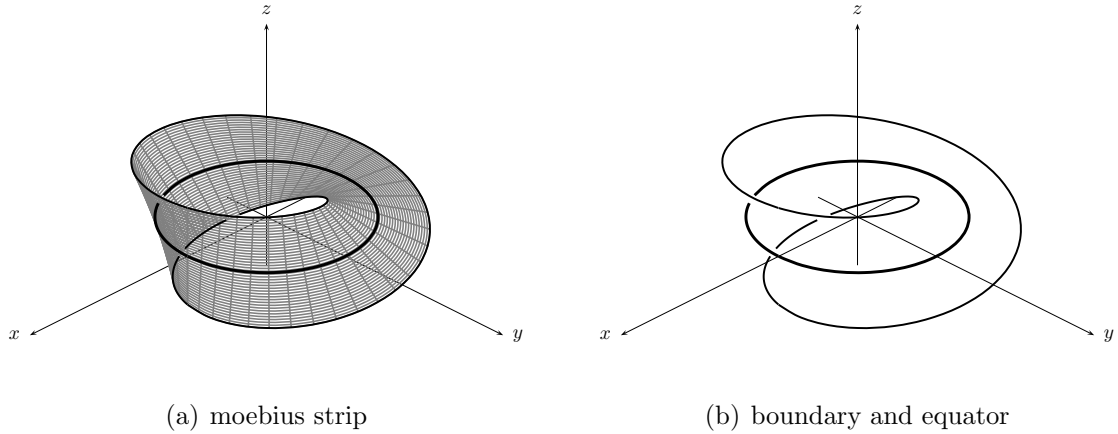 z
x
y
(a) moebius strip
z
x
y
(b) boundary and equator